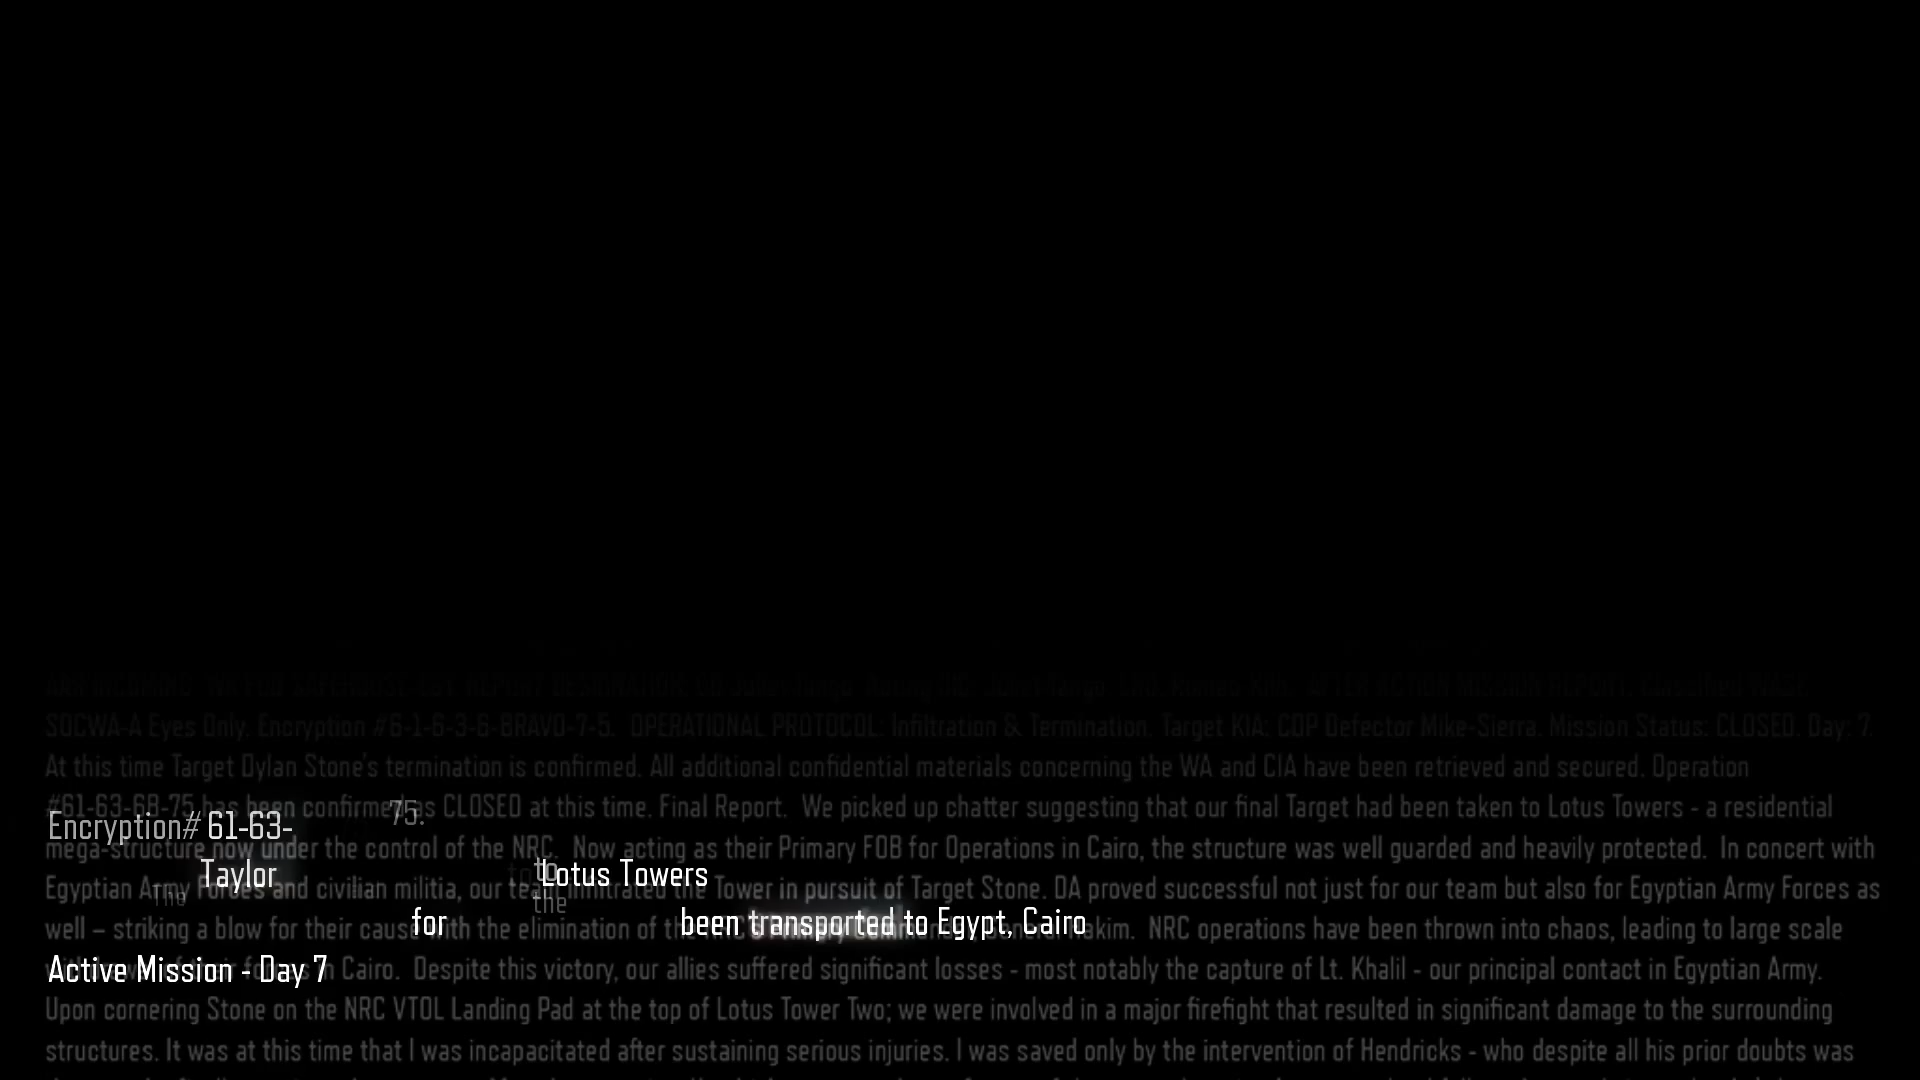 SOCWA-A Eyes Only, Encryption #6-1-6-3-6-BRAVO-7-5. OPERATIONAL PROTOCOL: Infiltration & Termination. Target KIA: CDP Defector Mike-Sierra. Mission Status: CLOSED. Day: 7.
At this time Target Dylan Stone's termination is confirmed. All additional confidential materials concerning the WA and CIA have been retrieved and secured. Operation
#61-63-6B-75 has been confirmed as CLOSED at this time. Final Report. We picked up chatter suggesting that our final Target had been taken to Lotus Towers - a residential
Encryption# 61-63- 75.
mega-structure now under the control of the NRC. Now acting as their Primary FOB for Operations in Cairo, the structure was well guarded and heavily protected. In concert with
Taylor to Lotus Towers
Egyptian Army Forces and civilian militia, our team infiltrated the Tower in pursuit of Target Stone. DA proved successful not just for our team but also for Egyptian Army Forces as
The the
for been transported to Egypt, Cairo
well – striking a blow for their cause with the elimination of the NRC's Hakim. NRC operations have been thrown into chaos, leading to large scale
Active Mission - Day 7
in Cairo. Despite this victory, our allies suffered significant losses - most notably the capture of Lt. Khalil - our principal contact in Egyptian Army.
Upon cornering Stone on the NRC VTOL Landing Pad at the top of Lotus Tower Two; we were involved in a major firefight that resulted in significant damage to the surrounding
structures. It was at this time that I was incapacitated after sustaining serious injuries. I was saved only by the intervention of Hendricks - who despite all his prior doubts was